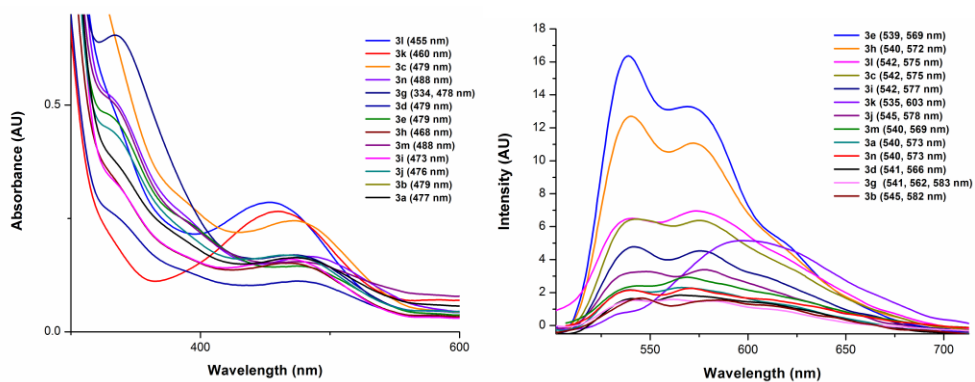 3l (455 nm)
3k (460 nm)
3c (479 nm)
3n (488 nm)
3g (334, 478 nm)
3d (479 nm)
3e (479 nm)
3h (468 nm)
3m (488 nm)
3i (473 nm)
3j (476 nm)
3b (479 nm)
3a (477 nm)
Absorbance (AU)
0.5
0.0
400
600
Wavelength (nm)
3e (539, 569 nm)
3h (540, 572 nm)
3l (542, 575 nm)
3c (542, 575 nm)
3i (542, 577 nm)
3k (535, 603 nm)
3j (545, 578 nm)
3m (540, 569 nm)
3a (540, 573 nm)
3n (540, 573 nm)
3d (541, 566 nm)
3g (541, 562, 583 nm)
3b (545, 582 nm)
Intensity (AU)
18
16
14
12
10
8
6
4
2
0
550
600
650
700
Wavelength (nm)